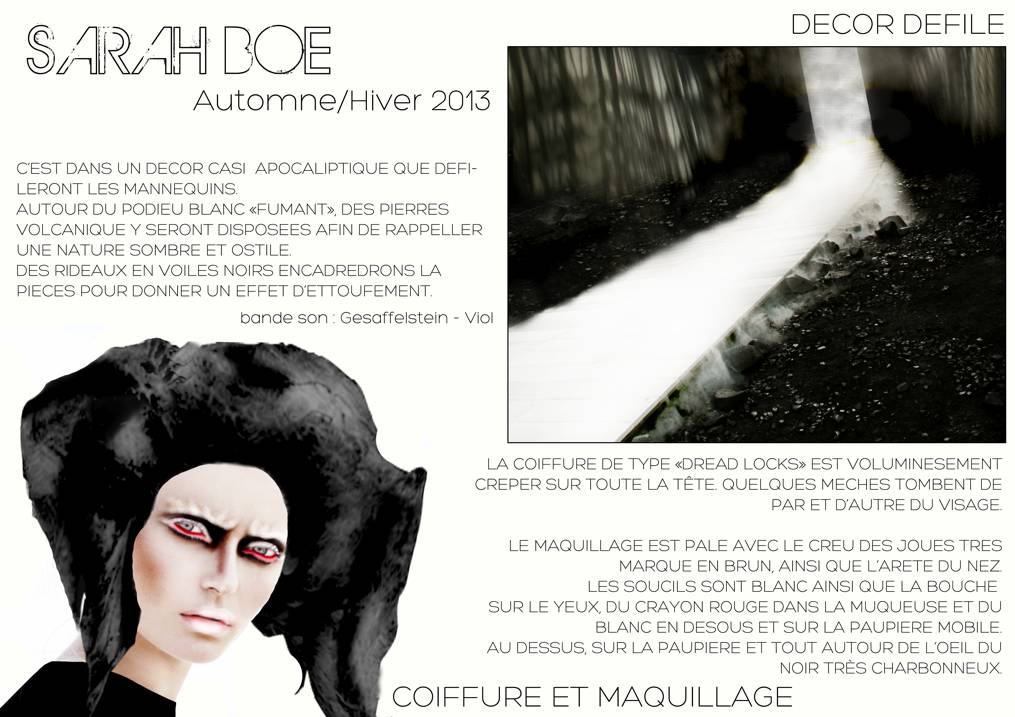 SARAH BOE
Automne/Hiver 2013
C'EST DANS UN DECOR CASI APOCALIPTIQUE QUE DEFI-
LERONT LES MANNEQUINS.
AUTOUR DU PODIEU BLANC «FUMANT», DES PIERRES
VOLCANIQUE Y SERONT DISPOSEES AFIN DE RAPPELLER
UNE NATURE SOMBRE ET OSTILE.
DES RIDEAUX EN VOILES NOIRS ENCADREDRONS LA
PIECES POUR DONNER UN EFFET D'ETTOUFEMENT.
bande son : Gesaffelstein - Viol
DECOR DEFILE
LA COIFFURE DE TYPE «DREAD LOCKS» EST VOLUMINESEMENT
CREPER SUR TOUTE LA TÊTE. QUELQUES MECHES TOMBENT DE
PAR ET D'AUTRE DU VISAGE.
LE MAQUILLAGE EST PALE AVEC LE CREU DES JOUES TRES
MARQUE EN BRUN, AINSI QUE L'ARETE DU NEZ.
LES SOUCILS SONT BLANC AINSI QUE LA BOUCHE
SUR LE YEUX, DU CRAYON ROUGE DANS LA MUQUEUSE ET DU
BLANC EN DESOUS ET SUR LA PAUPIERE MOBILE.
AU DESSUS, SUR LA PAUPIERE ET TOUT AUTOUR DE L'OEIL DU
NOIR TRÈS CHARBONNEUX.
COIFFURE ET MAQUILLAGE